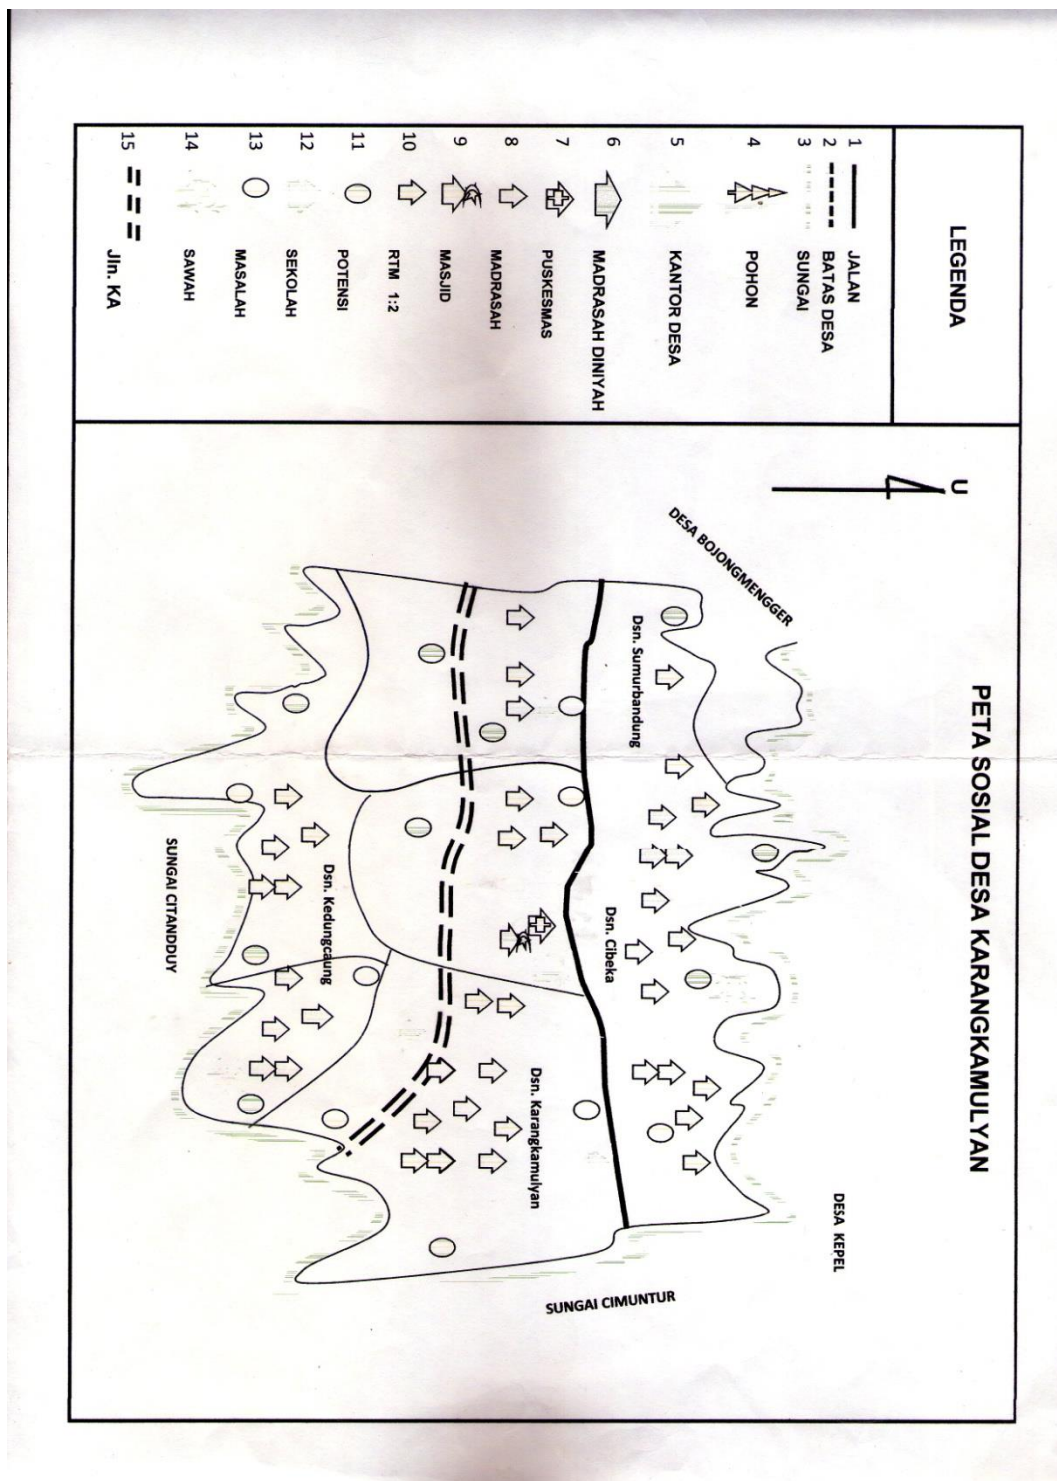 PETA SOSIAL DESA KARANGKAMULYAN
LEGENDA
1 JALAN
2 BATAS DESA
3 SUNGAI
4 POHON
5 KANTOR DESA
6 MADRASAH DINIYAH
7 PUSKESMAS
8 MADRASAH
9 MASJID
10 RTM 1:2
11 POTENSI
12 SEKOLAH
13 MASALAH
14 SAWAH
15 Jln. KA
U
DESA BOJONGMENGGER
DESA KEPEL
Dsn. Sumurbandung
Dsn. Cibeka
Dsn. Karangkamulyan
Dsn. Kedungcaung
SUNGAI CITANDDUY
SUNGAI CIMUNTUR